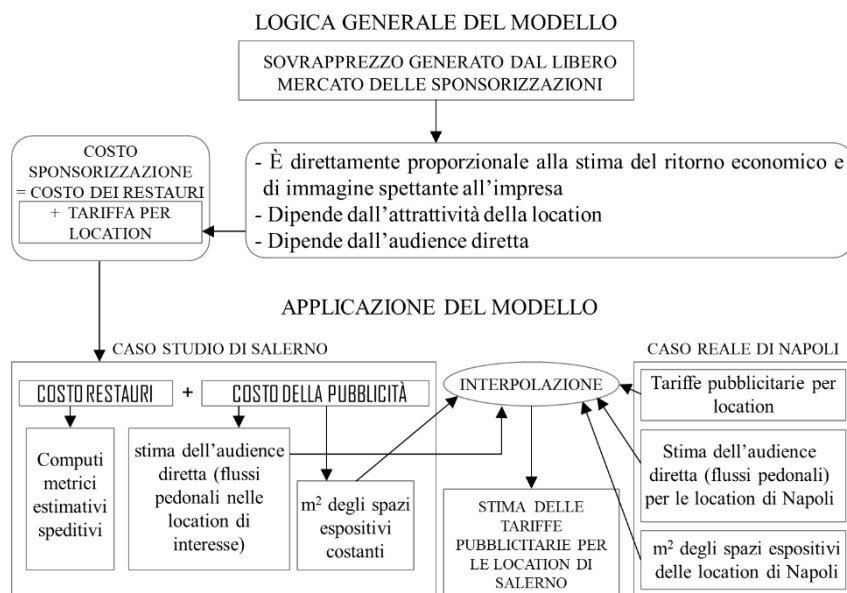 LOGICA GENERALE DEL MODELLO
SOVRAPPREZZO GENERATO DAL LIBERO
MERCATO DELLE SPONSORIZZAZIONI
COSTO
SPONSORIZZAZIONE
= COSTO DEI RESTAURI
+ TARIFFA PER
LOCATION
- È direttamente proporzionale alla stima del ritorno economico e
di immagine spettante all’impresa
- Dipende dall’attrattività della location
- Dipende dall’audience diretta
APPLICAZIONE DEL MODELLO
CASO STUDIO DI SALERNO
COSTO RESTAURI + COSTO DELLA PUBBLICITÀ
Computi
metrici
estimativi
speditivi
stima dell’audience
diretta (flussi
pedonali nelle
location di
interesse)
m² degli spazi
espositivi
costanti
INTERPOLAZIONE
STIMA DELLE
TARIFFE
PUBBLICITARIE PER
LE LOCATION DI
SALERNO
CASO REALE DI NAPOLI
Tariffe pubblicitarie per
location
Stima dell’audience
diretta (flussi pedonali)
per le location di Napoli
m² degli spazi espositivi
delle location di Napoli